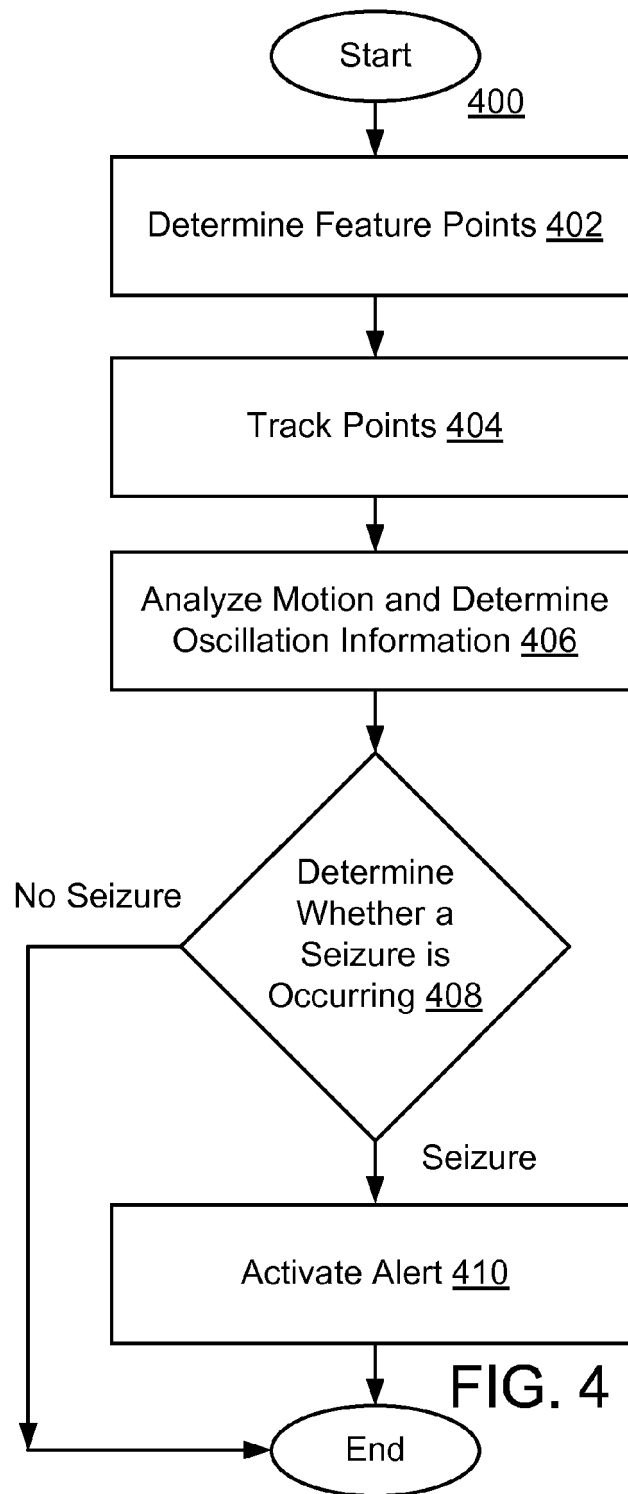 Start
400
Determine Feature Points 402
Track Points 404
Analyze Motion and Determine
Oscillation Information 406
No Seizure
Determine
Whether a
Seizure is
Occurring 408
Seizure
Activate Alert 410
FIG. 4
End